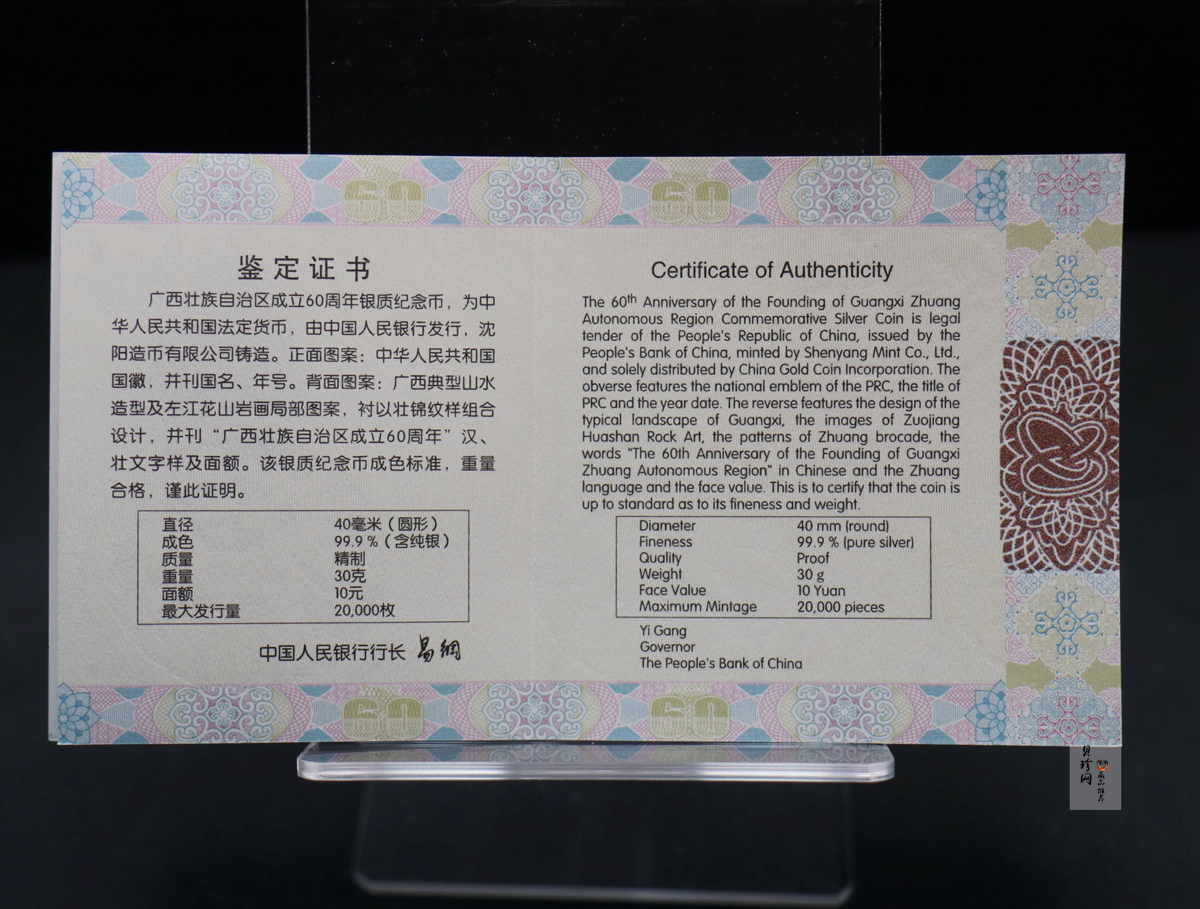 60
60
鉴定证书
广西壮族自治区成立60周年银质纪念币，为中
华人民共和国法定货币，由中国人民银行发行，沈
阳造币有限公司铸造。正面图案：中华人民共和国
国徽，并刊国名、年号。背面图案：广西典型山水
造型及左江花山岩画局部图案，衬以壮锦纹样组合
设计，并刊“广西壮族自治区成立60周年”汉、
壮文字样及面额。该银质纪念币成色标准，重量
合格，谨此证明。
直径 40毫米（圆形）
成色 99.9％（含纯银）
质量 精制
重量 30克
面额 10元
最大发行量 20,000枚
中国人民银行行长 易纲
Certificate of Authenticity
The 60th Anniversary of the Founding of Guangxi Zhuang
Autonomous Region Commemorative Silver Coin is legal
tender of the People's Republic of China, issued by the
People's Bank of China, minted by Shenyang Mint Co., Ltd.,
and solely distributed by China Gold Coin Incorporation. The
obverse features the national emblem of the PRC, the title of
PRC and the year date. The reverse features the design of the
typical landscape of Guangxi, the images of Zuojiang
Huashan Rock Art, the patterns of Zhuang brocade, the
words "The 60th Anniversary of the Founding of Guangxi
Zhuang Autonomous Region" in Chinese and the Zhuang
language and the face value. This is to certify that the coin is
up to standard as to its fineness and weight.
Diameter 40 mm (round)
Fineness 99.9 % (pure silver)
Quality Proof
Weight 30 g
Face Value 10 Yuan
Maximum Mintage 20,000 pieces
Yi Gang
Governor
The People's Bank of China
60
60
贝珍网